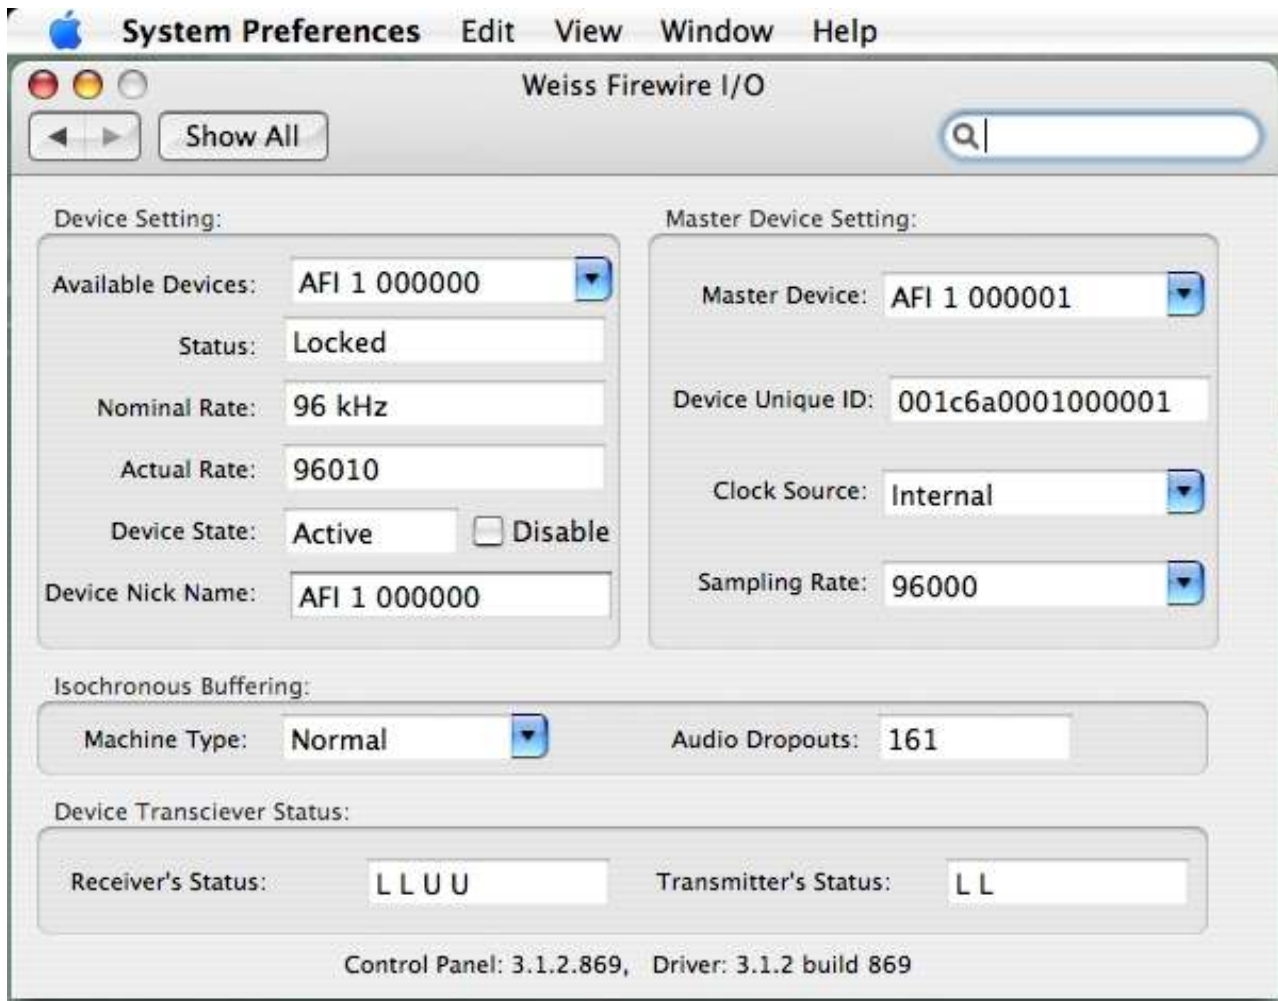 System Preferences Edit View Window Help
Weiss Firewire I/O
Show All
Device Setting:
Available Devices: AFI 1 000000
Status: Locked
Nominal Rate: 96 kHz
Actual Rate: 96010
Device State: Active Disable
Device Nick Name: AFI 1 000000
Master Device Setting:
Master Device: AFI 1 000001
Device Unique ID: 001c6a0001000001
Clock Source: Internal
Sampling Rate: 96000
Isochronous Buffering:
Machine Type: Normal Audio Dropouts: 161
Device Transciever Status:
Receiver's Status: L L U U Transmitter's Status: L L
Control Panel: 3.1.2.869, Driver: 3.1.2 build 869